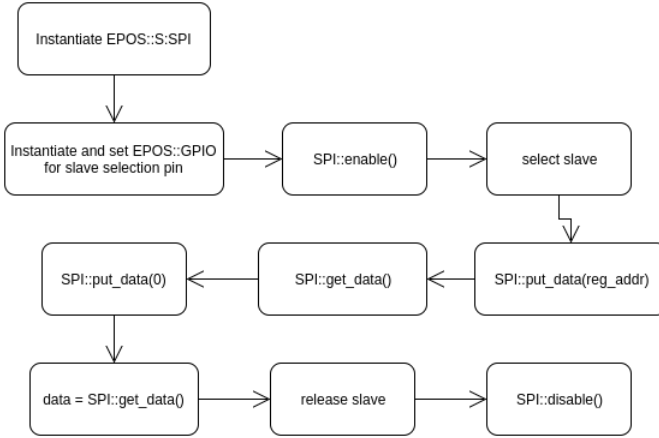 Instantiate EPOS::S:SPI
Instantiate and set EPOS::GPIO
for slave selection pin
SPI::enable()
select slave
SPI::put_data(reg_addr)
SPI::get_data()
SPI::put_data(0)
data = SPI::get_data()
release slave
SPI::disable()